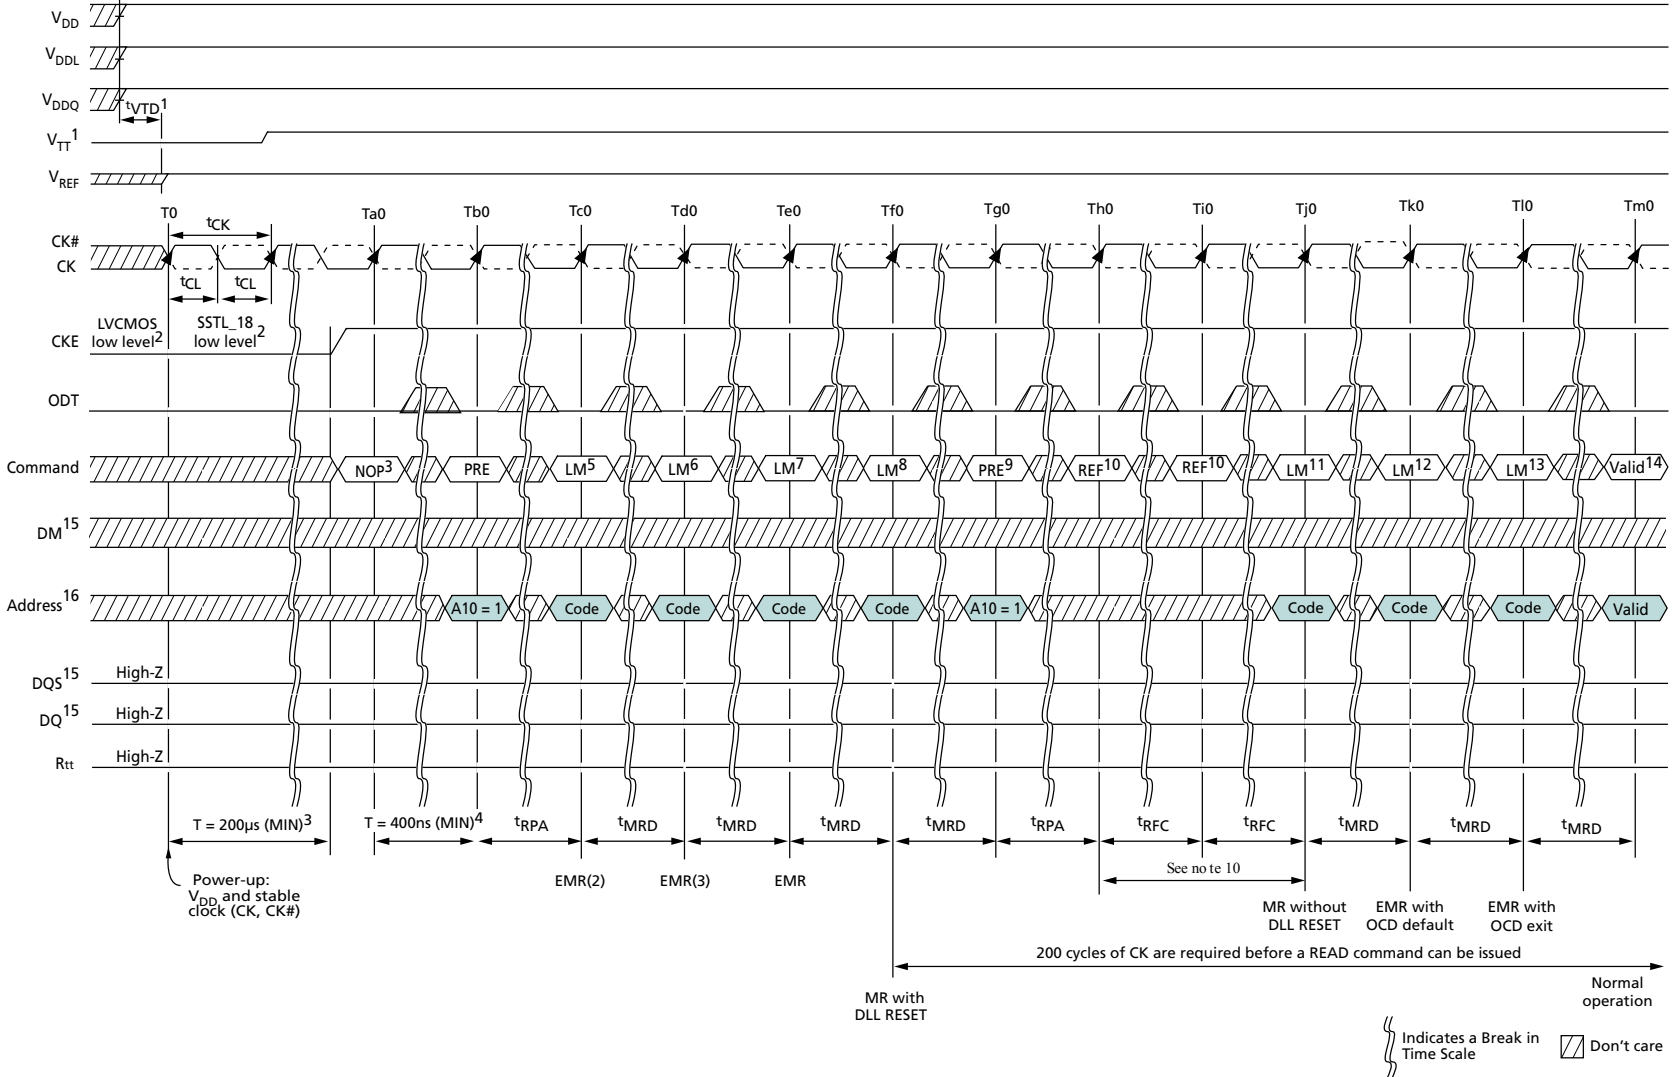 VDD
VDDL
VDDQ
tVTD1
VTT1
VREF
T0 Ta0 Tb0 Tc0 Td0 Te0 Tf0 Tg0 Th0 Ti0 Tj0 Tk0 Tl0 Tm0
tCK
CK#
CK
tCL tCL
LVCMOS
low level2
SSTL_18
low level2
CKE
ODT
Command NOP3 PRE LM5 LM6 LM7 LM8 PRE9 REF10 REF10 LM11 LM12 LM13 Valid14
DM15
Address16 A10 = 1 Code Code Code Code A10 = 1 Code Code Code Valid
DQS15 High-Z
DQ15 High-Z
Rtt High-Z
T = 200µs (MIN)3 T = 400ns (MIN)4 tRPA tMRD tMRD tMRD tMRD tRPA tRFC tRFC tMRD tMRD tMRD
See note 10
Power-up:
VDD and stable
clock (CK, CK#)
EMR(2) EMR(3) EMR
MR without
DLL RESET
EMR with
OCD default
EMR with
OCD exit
200 cycles of CK are required before a READ command can be issued
MR with
DLL RESET
Normal
operation
Indicates a Break in
Time Scale
Don't care